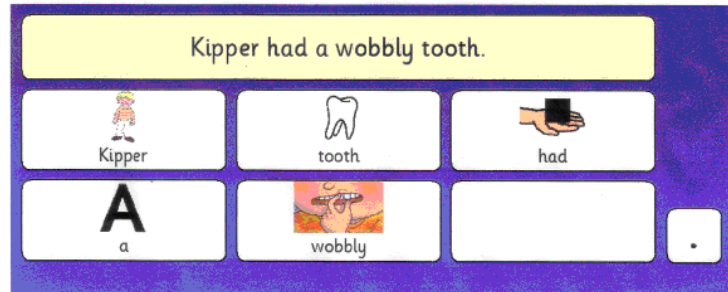 Kipper had a wobbly tooth.
Kipper
tooth
had
A
a
wobbly
.